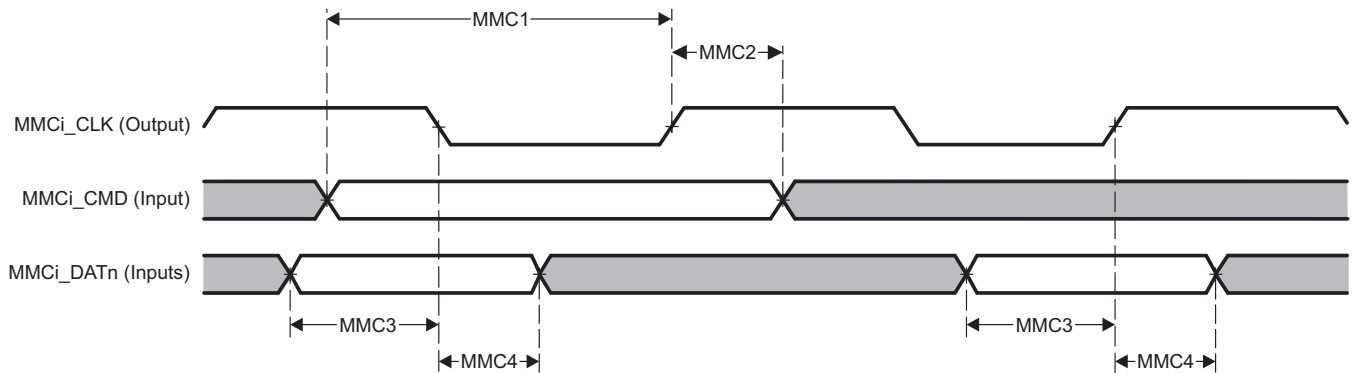 MMC1
MMC2
MMCi_CLK (Output)
MMCi_CMD (Input)
MMCi_DATn (Inputs)
MMC3
MMC3
MMC4
MMC4